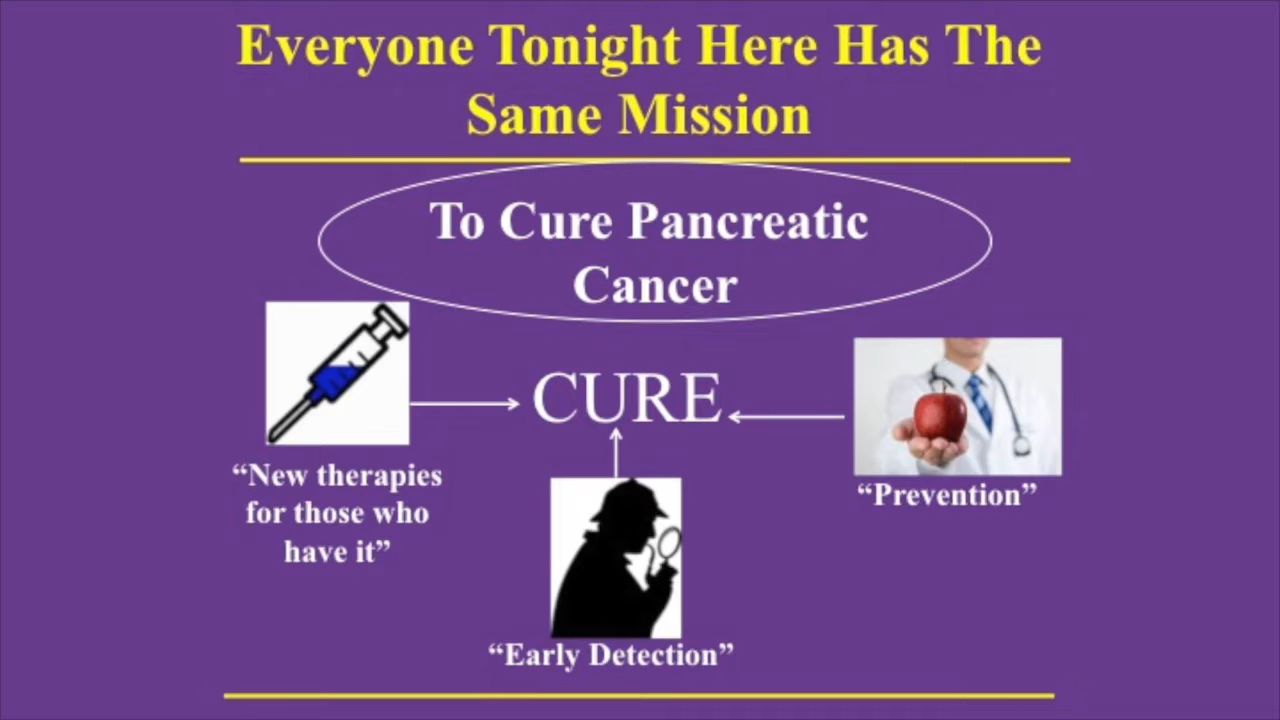 Everyone Tonight Here Has The
Same Mission
To Cure Pancreatic
Cancer
CURE
“New therapies
for those who
have it”
“Prevention”
“Early Detection”